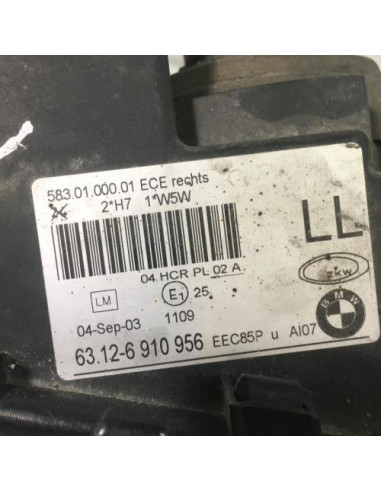 583.01.000.01 ECE rechts
2*H7 1*W5W
LL
04 HCR PL 02 A
zkw
LM
E1 25
BMW
04-Sep-03 1109
63.12-6 910 956 EEC85P u AI07